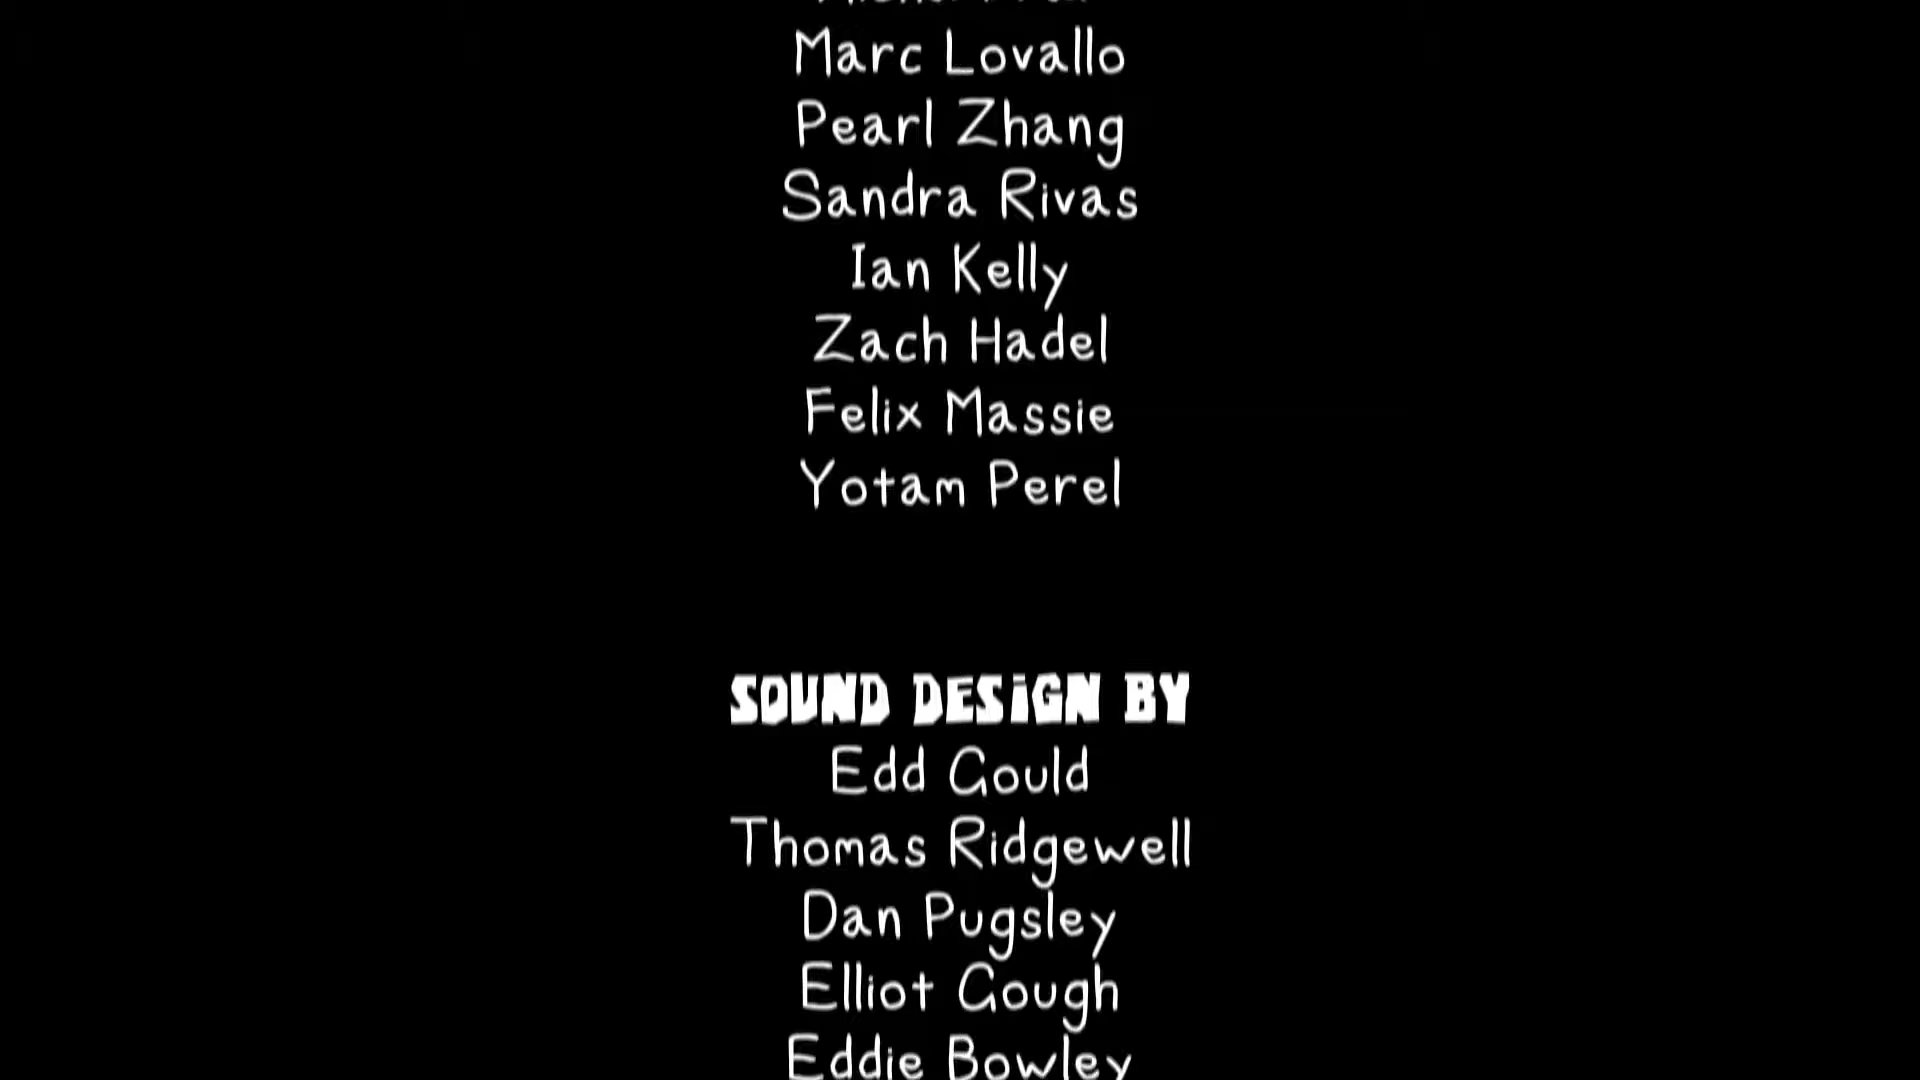 Marc Lovallo
Pearl Zhang
Sandra Rivas
Ian Kelly
Zach Hadel
Felix Massie
Yotam Perel
SOUND DESiGN BY
Edd Gould
Thomas Ridgewell
Dan Pugsley
Elliot Gough
Eddie Bowley